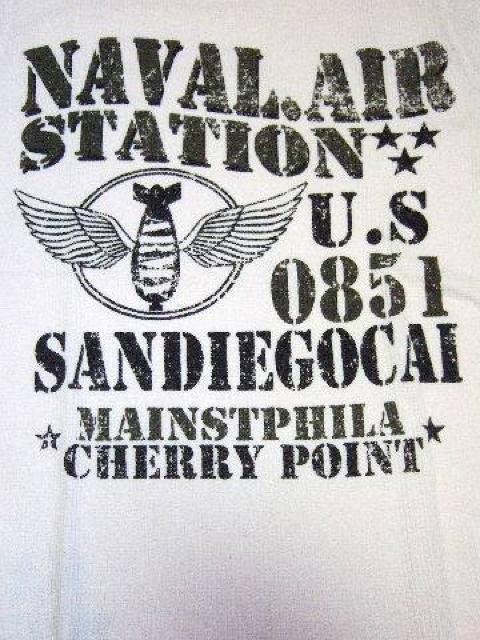 NAVAL.AIR
STATION
U.S
0851
SANDIEGOCAI
MAINSTPHILA
CHERRY POINT